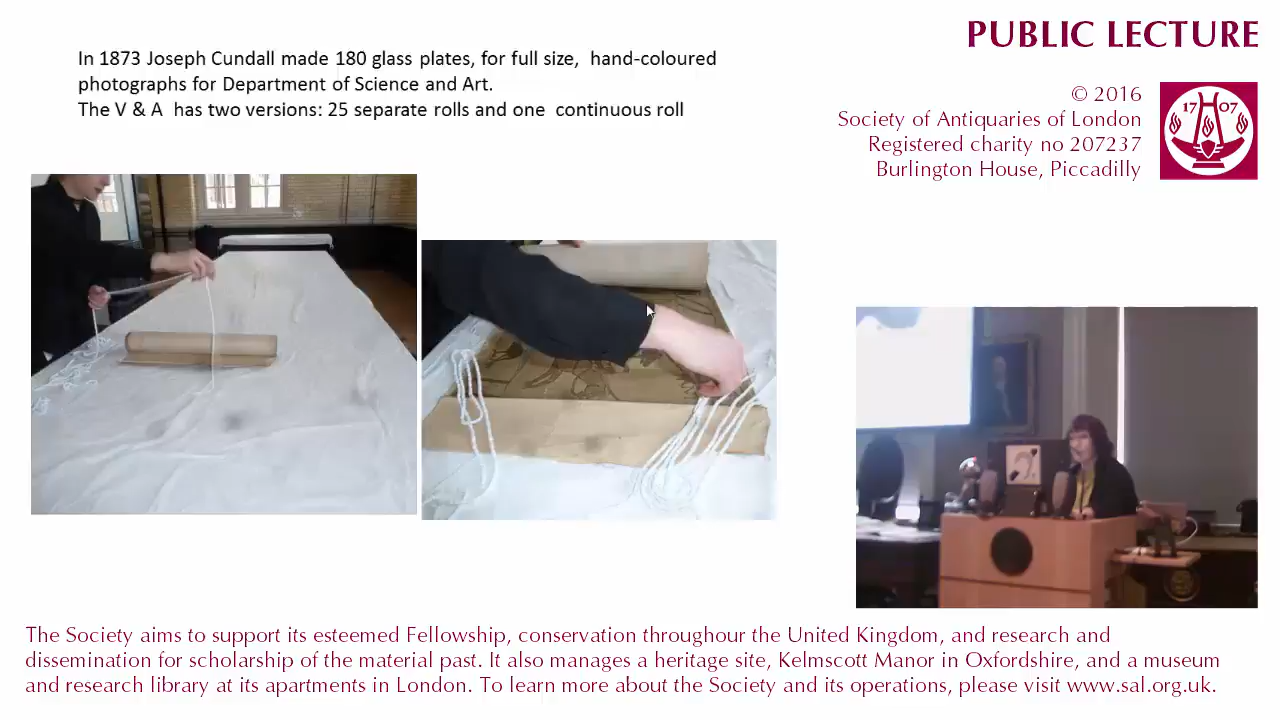 In 1873 Joseph Cundall made 180 glass plates, for full size, hand-coloured
photographs for Department of Science and Art.
The V & A has two versions: 25 separate rolls and one continuous roll
PUBLIC LECTURE
© 2016
Society of Antiquaries of London
Registered charity no 207237
Burlington House, Piccadilly
17 07
The Society aims to support its esteemed Fellowship, conservation throughour the United Kingdom, and research and
dissemination for scholarship of the material past. It also manages a heritage site, Kelmscott Manor in Oxfordshire, and a museum
and research library at its apartments in London. To learn more about the Society and its operations, please visit www.sal.org.uk.